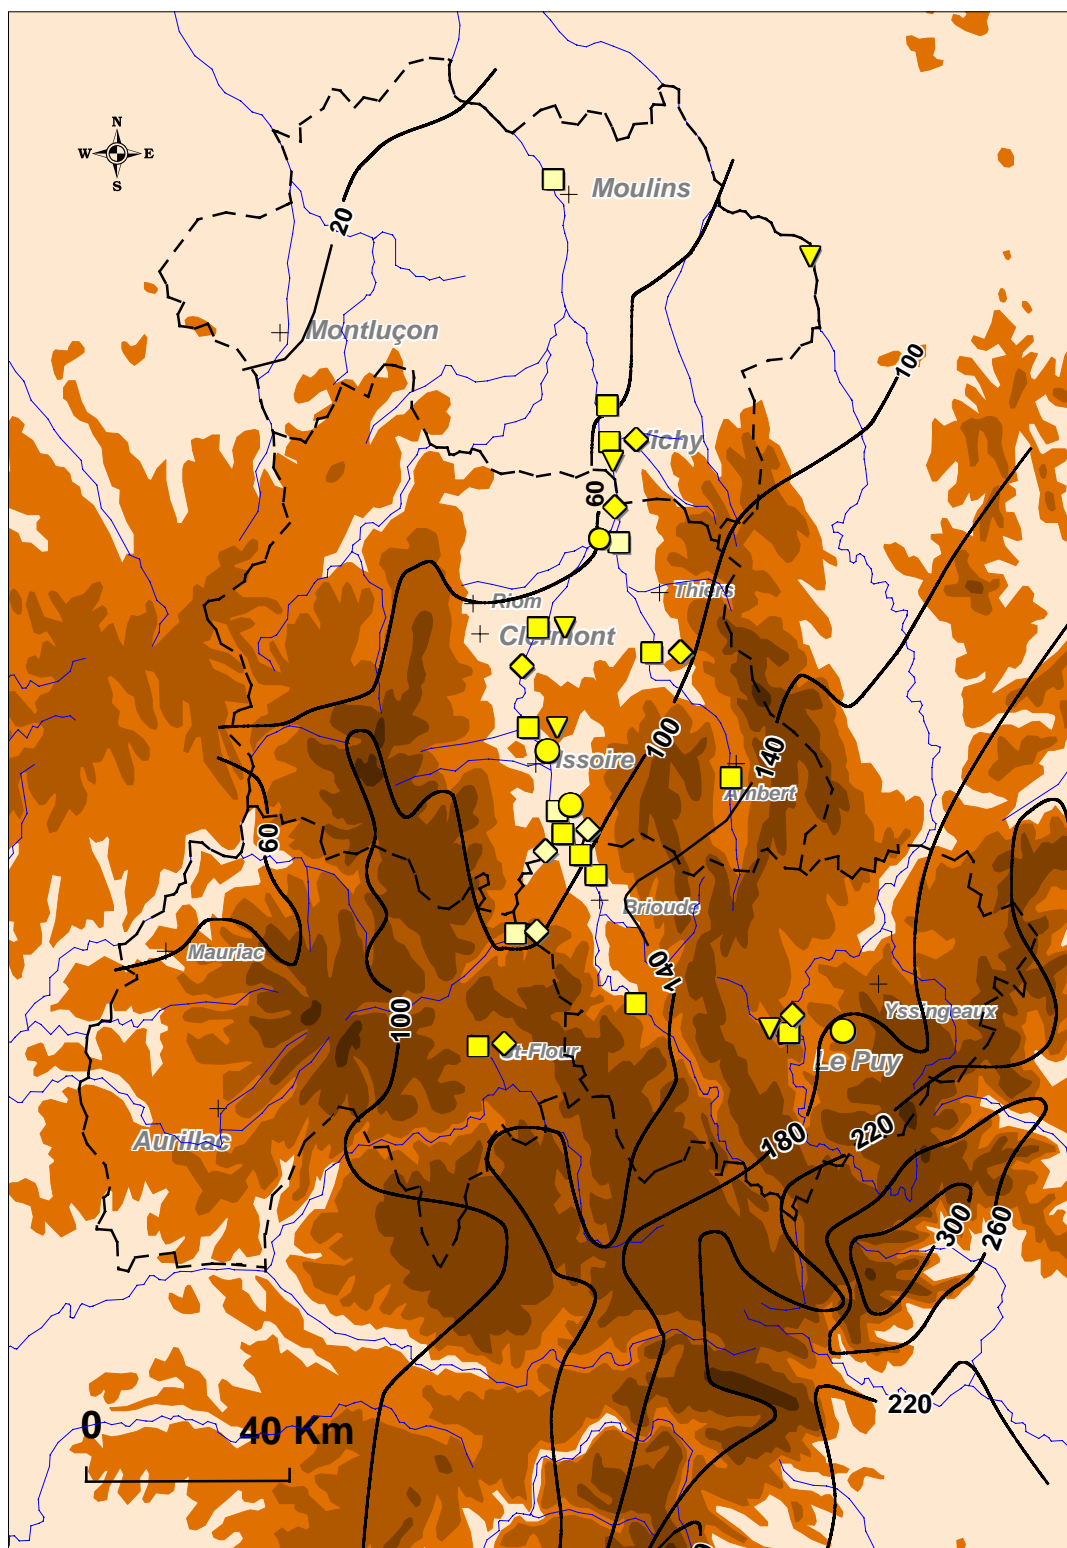 N
W E
S
Moulins
20
Montluçon
100
Vichy
60
Thiers
Riom
Clermont
100
140
Issoire
Ambert
60
Brioude
Mauriac
140
100
Yssingeaux
St-Flour
Le Puy
Aurillac
180
220
300
260
220
0 40 Km